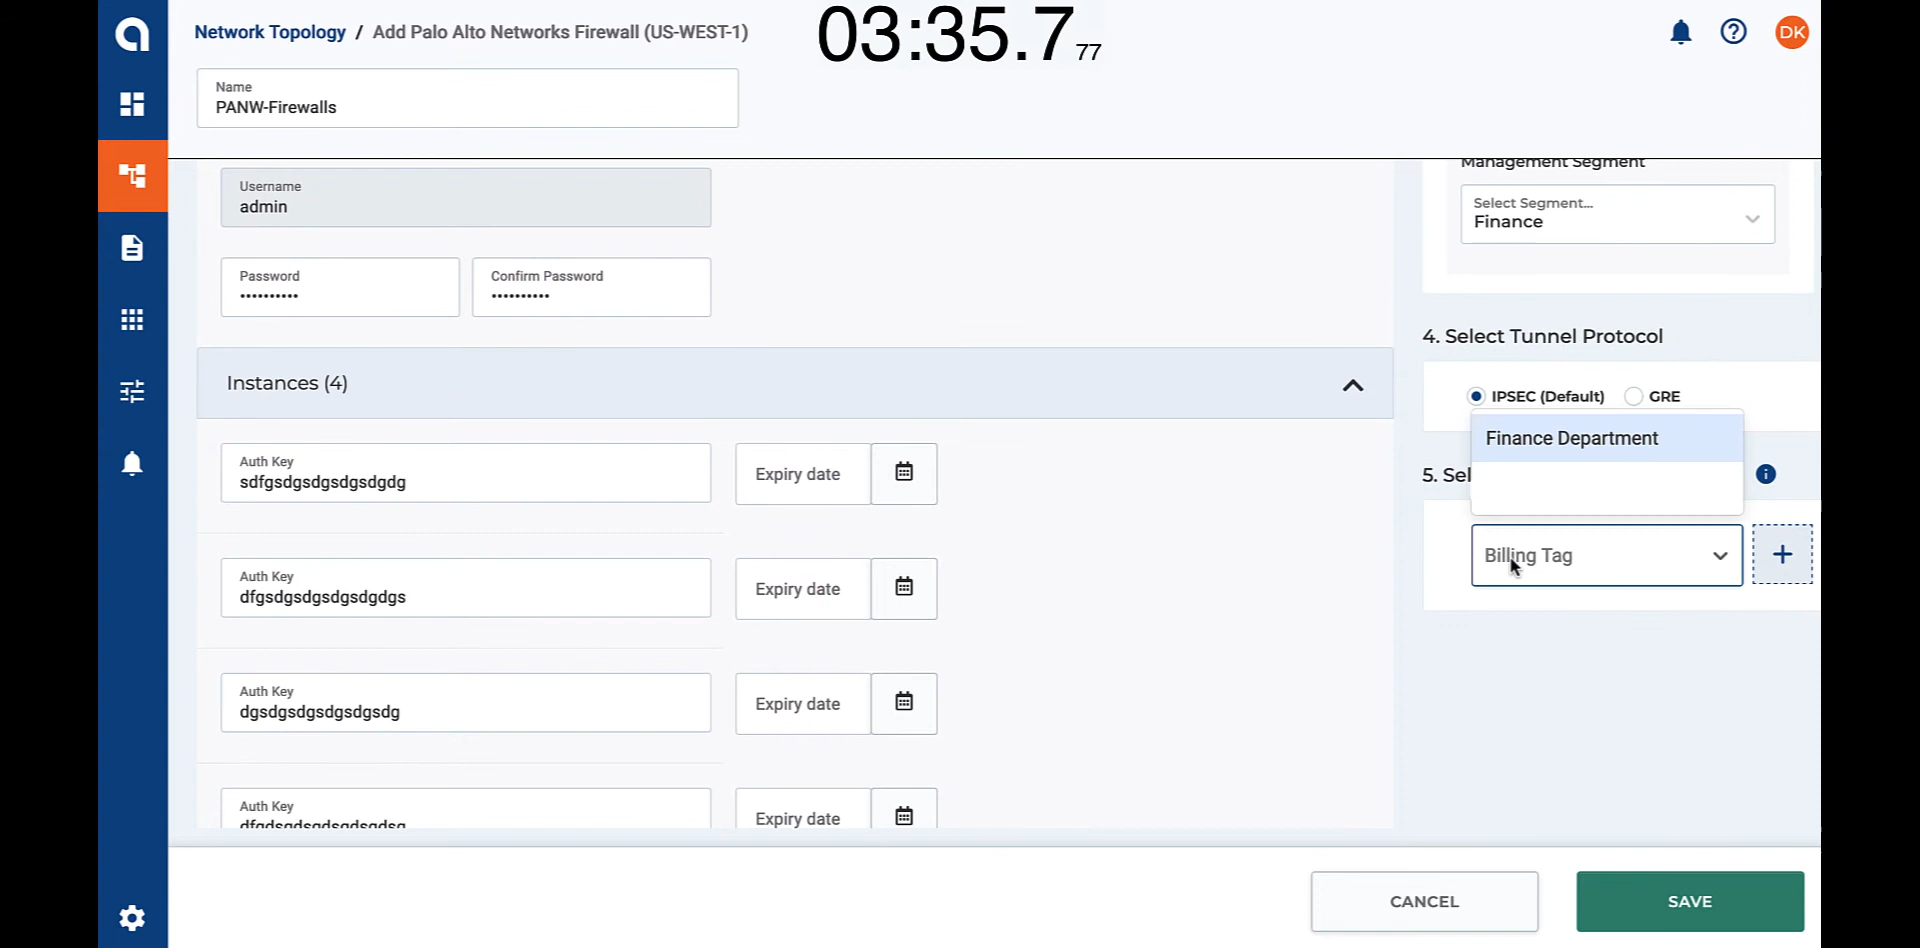 Network Topology / Add Palo Alto Networks Firewall (US-WEST-1)
03:35.7 77
DK
Name
PANW-Firewalls
Username
admin
Password
••••••••••
Confirm Password
••••••••••
Instances (4)
Auth Key
sdfgsdgsdgsdgsdgdg
Expiry date
Auth Key
dfgsdgsdgsdgsdgdgs
Expiry date
Auth Key
dgsdgsdgsdgsdgsdg
Expiry date
Auth Key
Expiry date
Management Segment
Select Segment...
Finance
4. Select Tunnel Protocol
IPSEC (Default)
GRE
Finance Department
5. Sel
Billing Tag
CANCEL
SAVE